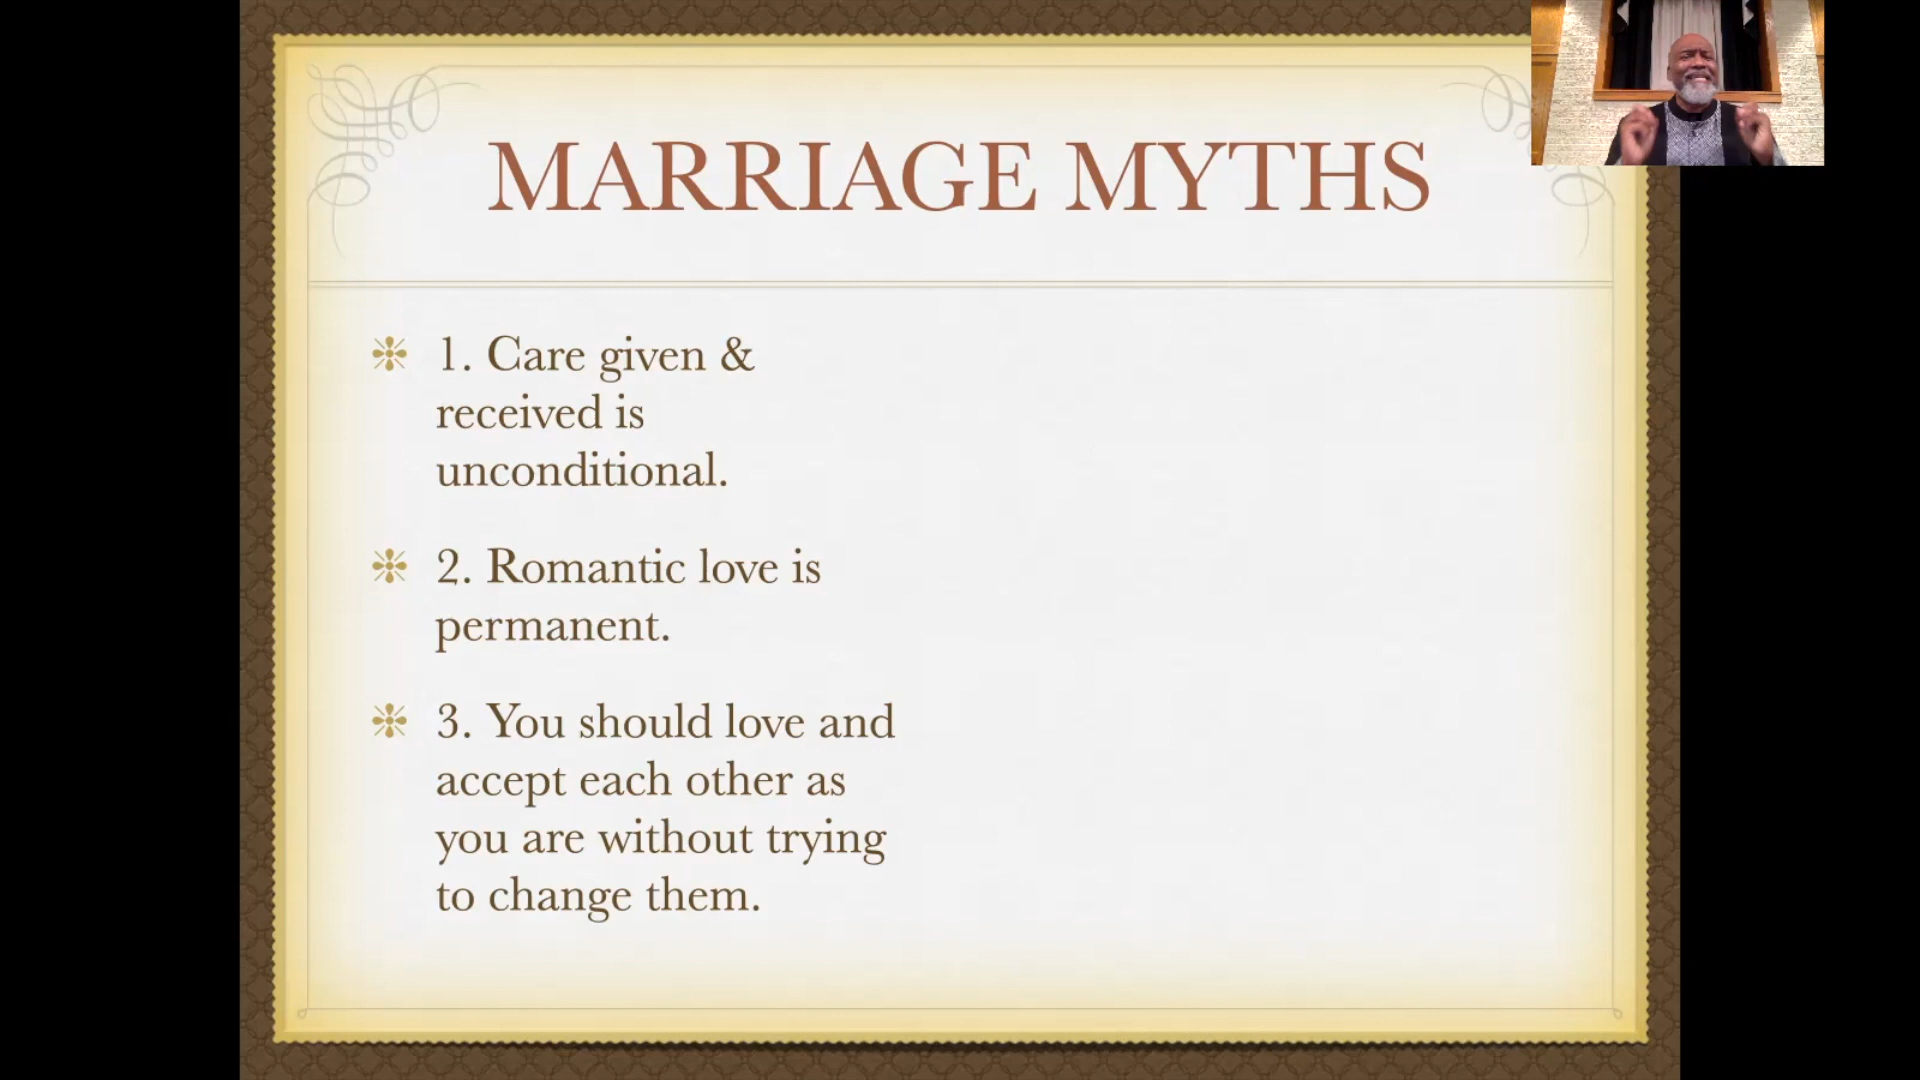 MARRIAGE MYTHS
1. Care given &
received is
unconditional.
2. Romantic love is
permanent.
3. You should love and
accept each other as
you are without trying
to change them.